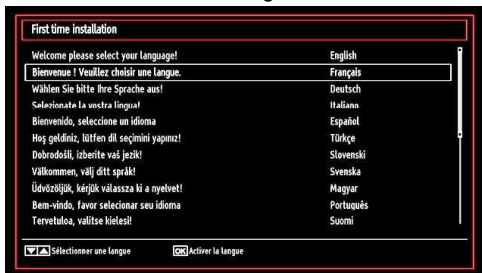 First time installation
Welcome please select your language! English
Bienvenue ! Veuillez choisir une langue. Français
Wählen Sie bitte Ihre Sprache aus! Deutsch
Selezionate la vostra lingua! Italiano
Bienvenido, seleccione un idioma Español
Hoş geldiniz, lütfen dil seçimini yapınız! Türkçe
Dobrodošli, izberite vaš jezik! Slovenski
Välkommen, välj ditt språk! Svenska
Üdvözöljük, kérjük válassza ki a nyelvet! Magyar
Bem-vindo, favor selecionar seu idioma Português
Tervetuloa, valitse kielesi! Suomi
Sélectionner une langue OK Activer la langue